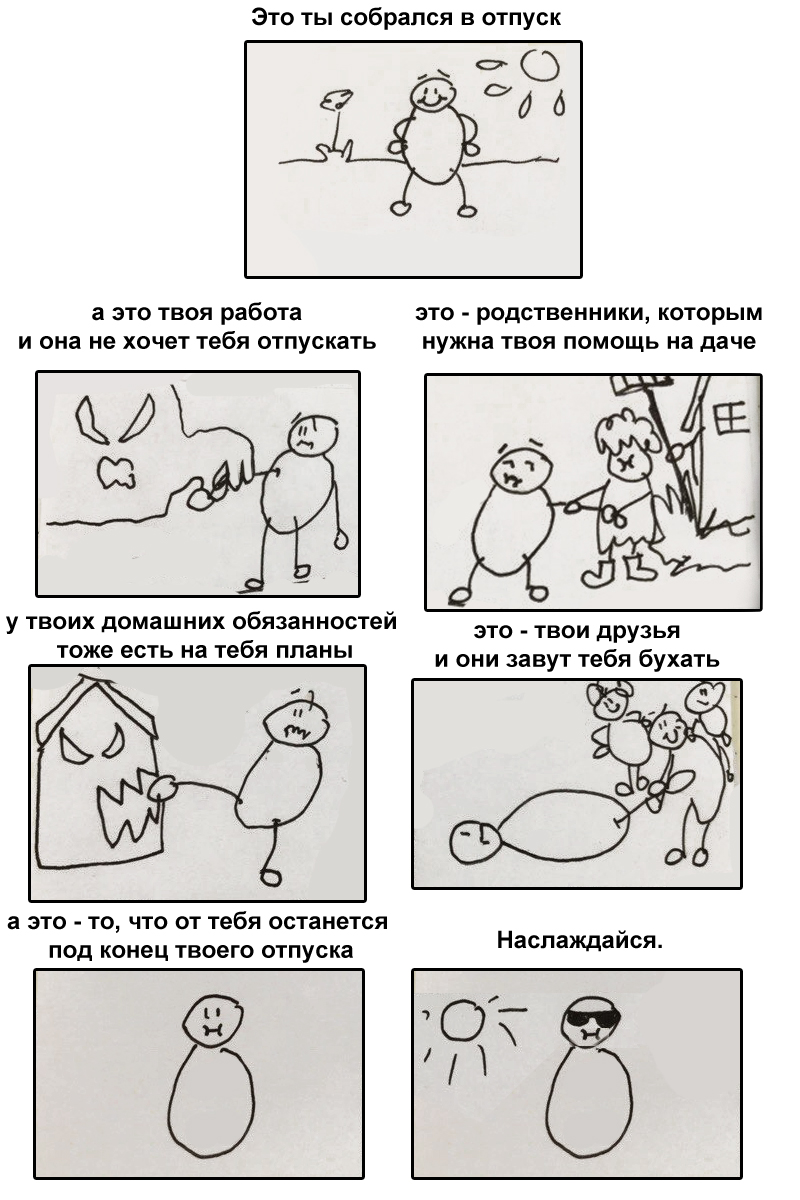 Это ты собрался в отпуск
а это твоя работа
и она не хочет тебя отпускать
это - родственники, которым
нужна твоя помощь на даче
у твоих домашних обязанностей
тоже есть на тебя планы
это - твои друзья
и они завут тебя бухать
а это - то, что от тебя останется
под конец твоего отпуска
Наслаждайся.